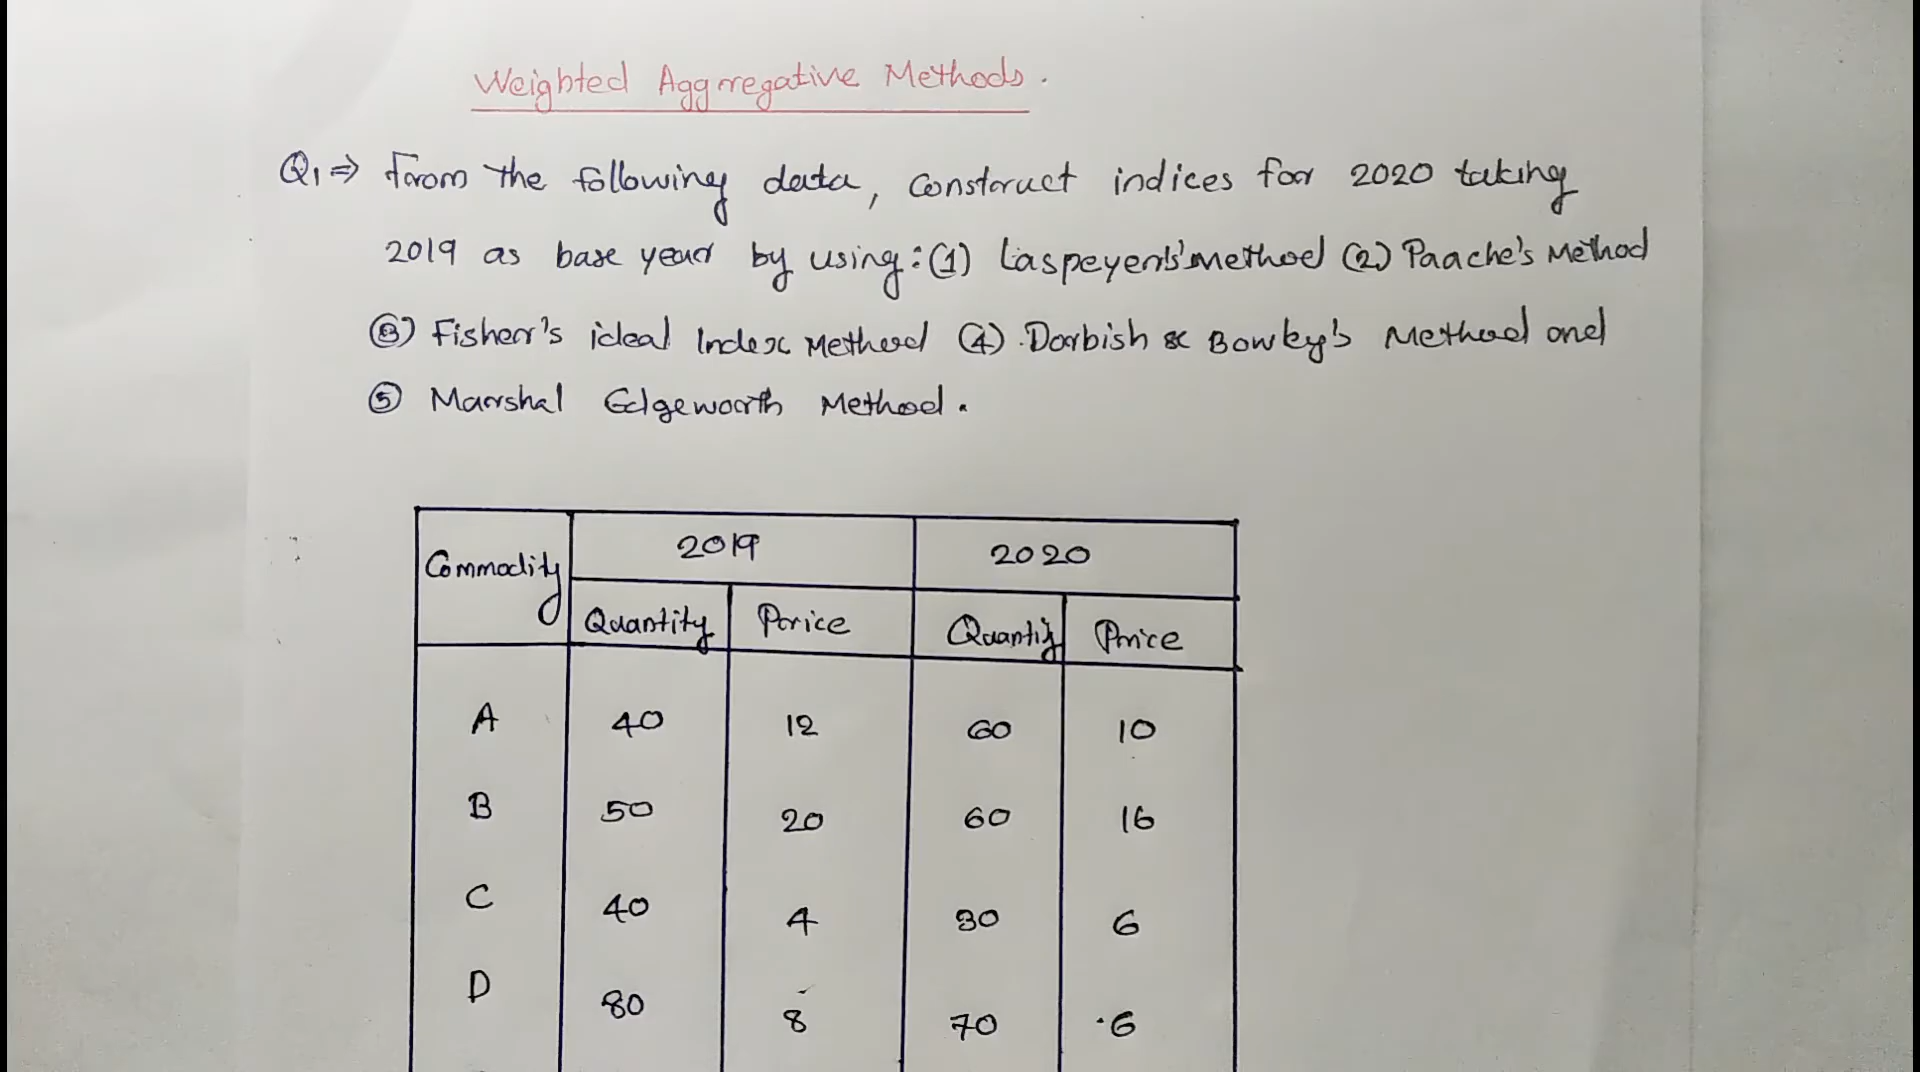 Weighted Aggregative Methods.
Q1⇒ From the following data, construct indices for 2020 taking
2019 as base year by using: (1) Laspeyer's' method (2) Paache's Method
③ Fisher's ideal Index Method ④ Dorbish & Bowley's Method and
⑤ Marshal Edgeworth Method.
Commodity 2019 2020
Quantity Price Quantity Price
A 40 12 60 10
B 50 20 60 16
C 40 4 30 6
D 80 8 70 6